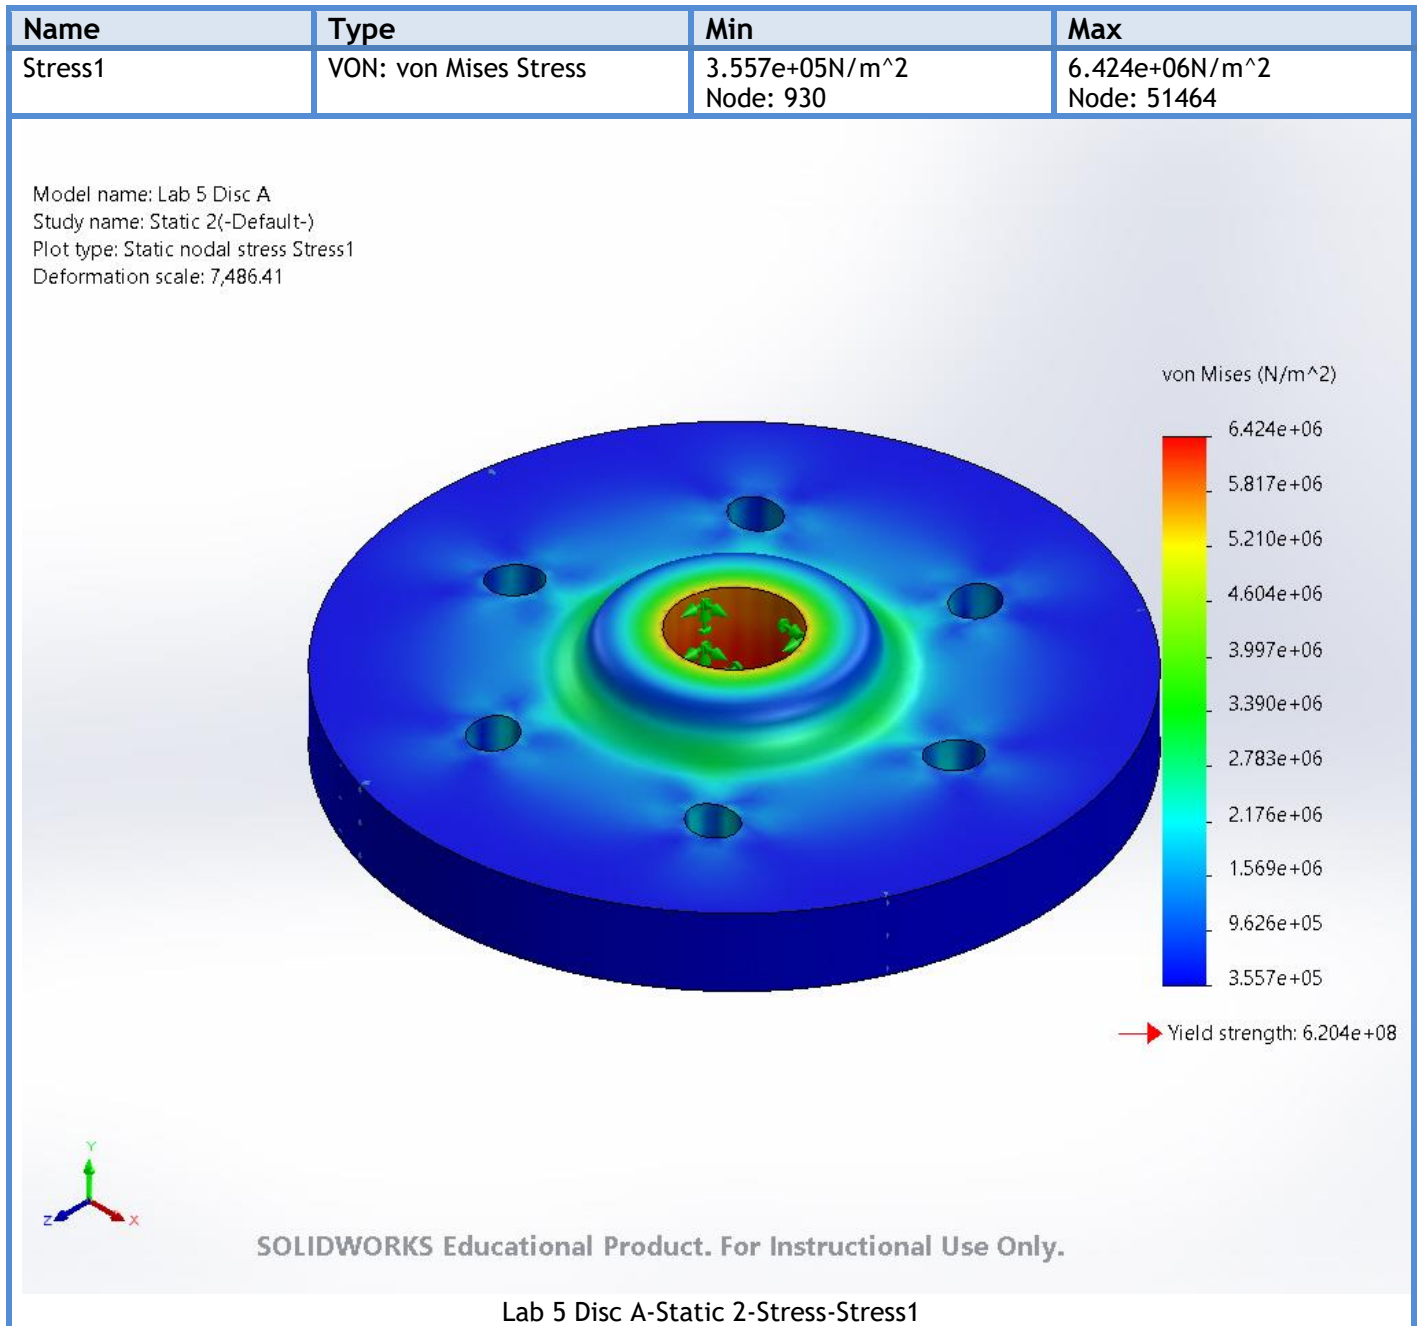 Name Type Min Max
Stress1 VON: von Mises Stress 3.557e+05N/m^2 6.424e+06N/m^2
Node: 930 Node: 51464
Model name: Lab 5 Disc A
Study name: Static 2(-Default-)
Plot type: Static nodal stress Stress1
Deformation scale: 7,486.41
von Mises (N/m^2)
6.424e+06
5.817e+06
5.210e+06
4.604e+06
3.997e+06
3.390e+06
2.783e+06
2.176e+06
1.569e+06
9.626e+05
3.557e+05
Yield strength: 6.204e+08
Y
Z X
SOLIDWORKS Educational Product. For Instructional Use Only.
Lab 5 Disc A-Static 2-Stress-Stress1